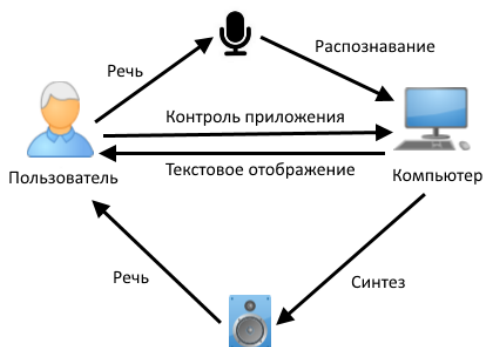 Распознавание
Речь
Контроль приложения
Текстовое отображение
Пользователь
Компьютер
Речь
Синтез